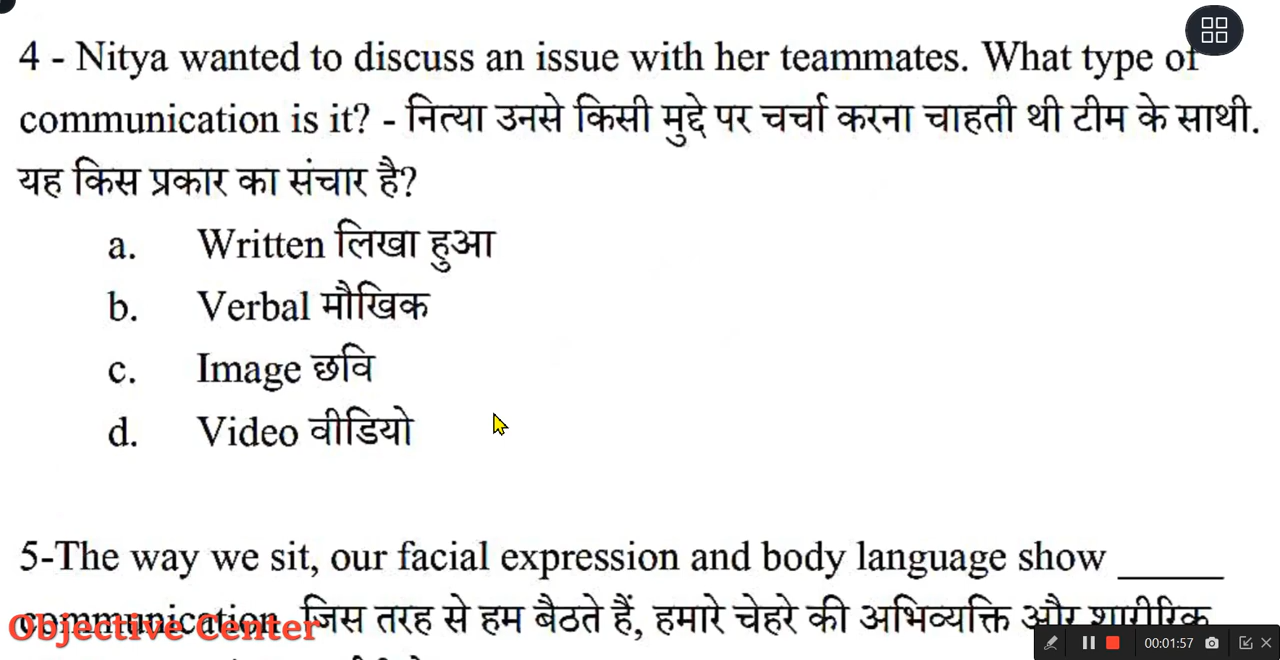 4 - Nitya wanted to discuss an issue with her teammates. What type of
communication is it? - नित्या उनसे किसी मुद्दे पर चर्चा करना चाहती थी टीम के साथी.
यह किस प्रकार का संचार है?
a. Written लिखा हुआ
b. Verbal मौखिक
c. Image छवि
d. Video वीडियो
5-The way we sit, our facial expression and body language show ______
communication जिस तरह से हम बैठते हैं, हमारे चेहरे की अभिव्यक्ति और शारीरिक
Objective Center
00:01:57